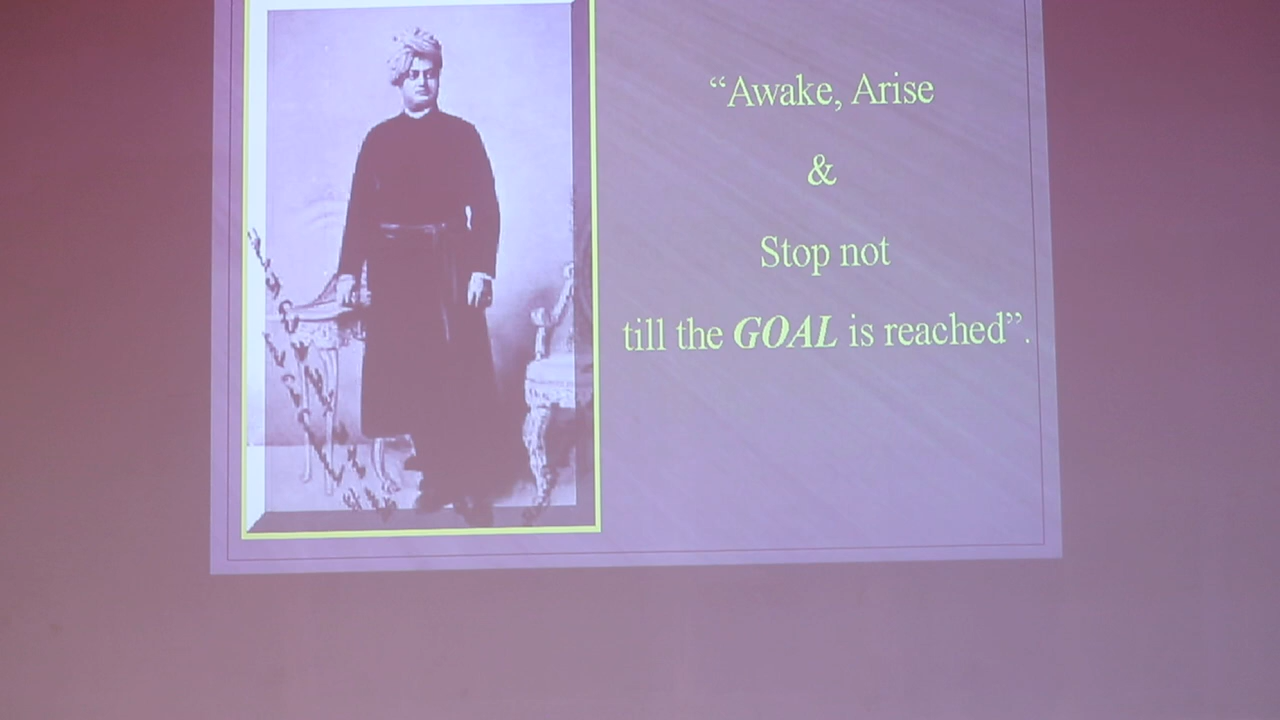 “Awake, Arise
&
Stop not
till the GOAL is reached”.